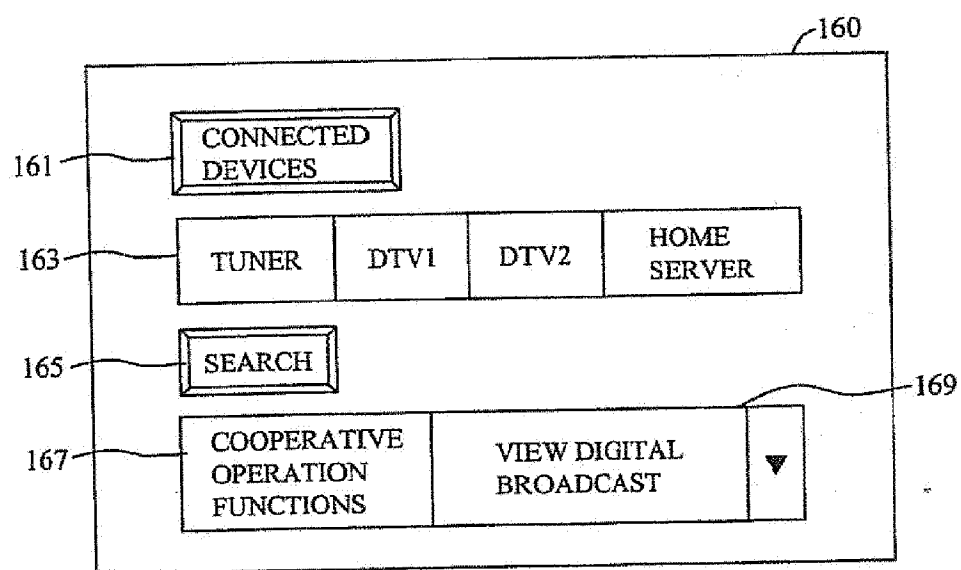 160
CONNECTED
DEVICES
161
163
TUNER
DTV1
DTV2
HOME
SERVER
165
SEARCH
169
167
COOPERATIVE
OPERATION
FUNCTIONS
VIEW DIGITAL
BROADCAST
▼